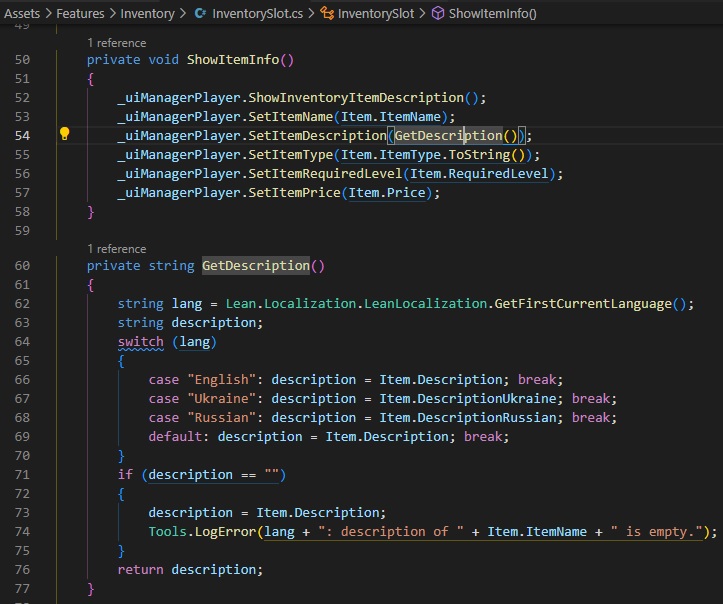 Assets > Features > Inventory > InventorySlot.cs > InventorySlot > ShowItemInfo()
49
1 reference
50 private void ShowItemInfo()
51 {
52 _uiManagerPlayer.ShowInventoryItemDescription();
53 _uiManagerPlayer.SetItemName(Item.ItemName);
54 _uiManagerPlayer.SetItemDescription(GetDescription());
55 _uiManagerPlayer.SetItemType(Item.ItemType.ToString());
56 _uiManagerPlayer.SetItemRequiredLevel(Item.RequiredLevel);
57 _uiManagerPlayer.SetItemPrice(Item.Price);
58 }
59
1 reference
60 private string GetDescription()
61 {
62 string lang = Lean.Localization.LeanLocalization.GetFirstCurrentLanguage();
63 string description;
64 switch (lang)
65 {
66 case "English": description = Item.Description; break;
67 case "Ukraine": description = Item.DescriptionUkraine; break;
68 case "Russian": description = Item.DescriptionRussian; break;
69 default: description = Item.Description; break;
70 }
71 if (description == "")
72 {
73 description = Item.Description;
74 Tools.LogError(lang + ": description of " + Item.ItemName + " is empty.");
75 }
76 return description;
77 }